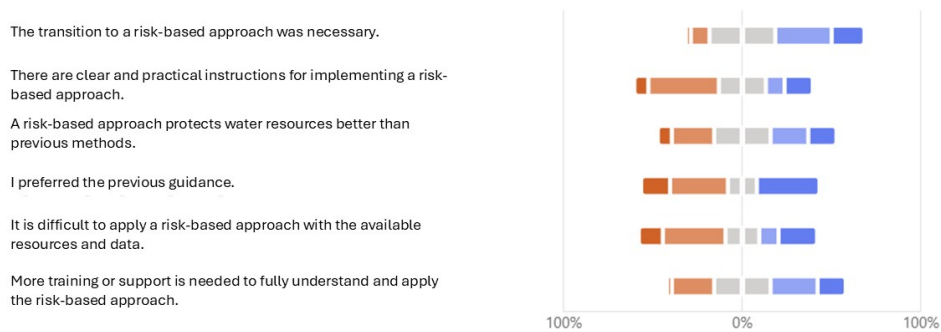 The transition to a risk-based approach was necessary.
There are clear and practical instructions for implementing a risk-
based approach.
A risk-based approach protects water resources better than
previous methods.
I preferred the previous guidance.
It is difficult to apply a risk-based approach with the available
resources and data.
More training or support is needed to fully understand and apply
the risk-based approach.
100% 0% 100%